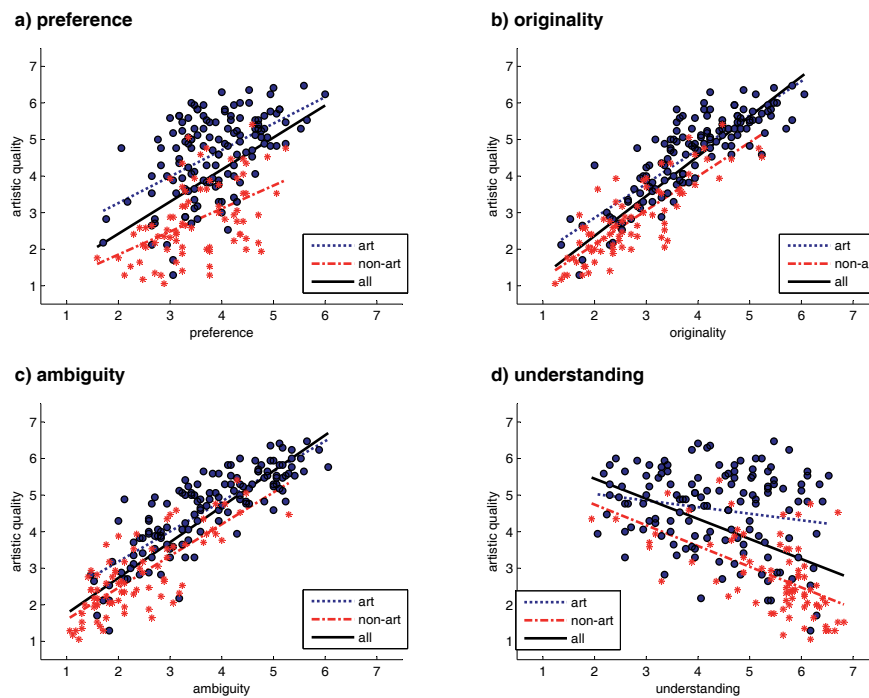 a) preference
artistic quality
7
6
5
4
3
2
1
art
non-art
all
1 2 3 4 5 6 7
preference
b) originality
artistic quality
7
6
5
4
3
2
1
art
non-a
all
1 2 3 4 5 6 7
originality
c) ambiguity
artistic quality
7
6
5
4
3
2
1
art
non-art
all
1 2 3 4 5 6 7
ambiguity
d) understanding
artistic quality
7
6
5
4
3
2
1
art
non-art
all
1 2 3 4 5 6 7
understanding